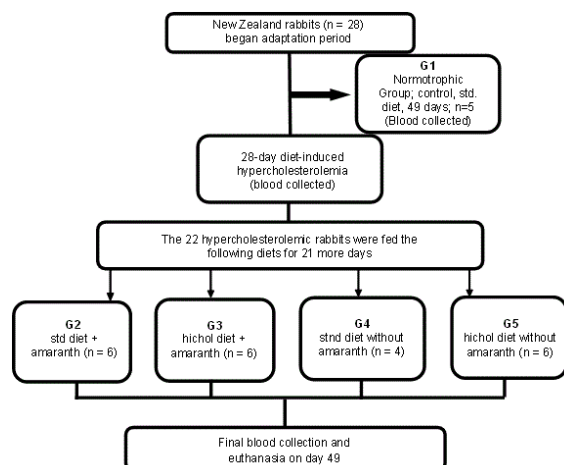 New Zealand rabbits (n = 28)
began adaptation period
G1
Normotrophic
Group; control, std.
diet, 49 days; n=5
(Blood collected)
28-day diet-induced
hypercholesterolemia
(blood collected)
The 22 hypercholesterolemic rabbits were fed the
following diets for 21 more days
G2
std diet +
amaranth (n = 6)
G3
hichol diet +
amaranth (n = 6)
G4
stnd diet without
amaranth (n = 4)
G5
hichol diet without
amaranth (n = 6)
Final blood collection and
euthanasia on day 49